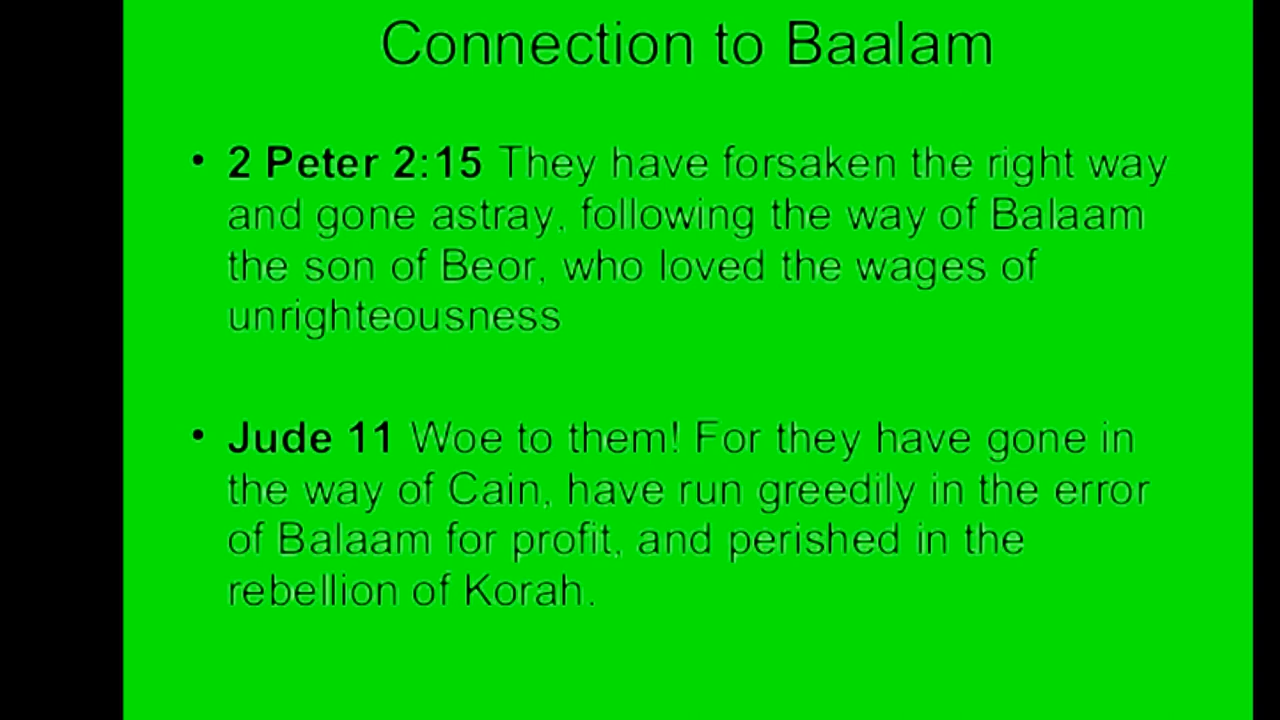 Connection to Baalam
• 2 Peter 2:15 They have forsaken the right way
and gone astray, following the way of Balaam
the son of Beor, who loved the wages of
unrighteousness
• Jude 11 Woe to them! For they have gone in
the way of Cain, have run greedily in the error
of Balaam for profit, and perished in the
rebellion of Korah.